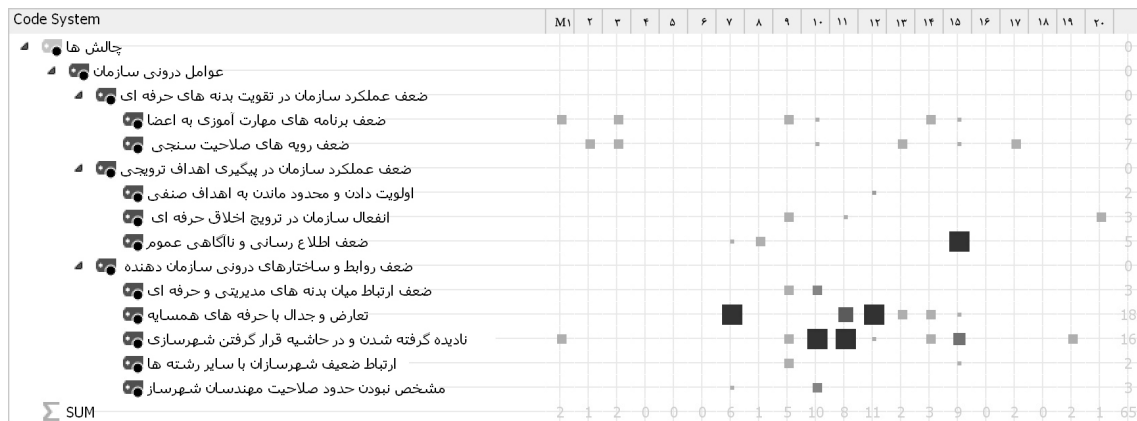 Code System M۱ ۲ ۳ ۴ ۵ ۶ ۷ ۸ ۹ ۱۰ ۱۱ ۱۲ ۱۳ ۱۴ ۱۵ ۱۶ ۱۷ ۱۸ ۱۹ ۲۰
چالش ها 0
عوامل درونی سازمان 0
ضعف عملکرد سازمان در تقویت بدنه های حرفه ای 0
ضعف برنامه های مهارت آموزی به اعضا 6
ضعف رویه های صلاحیت سنجی 7
ضعف عملکرد سازمان در پیگیری اهداف ترویجی 0
اولویت دادن و محدود ماندن به اهداف صنفی 2
انفعال سازمان در ترویج اخلاق حرفه ای 3
ضعف اطلاع رسانی و ناآگاهی عموم 5
ضعف روابط و ساختارهای درونی سازمان دهنده 0
ضعف ارتباط میان بدنه های مدیریتی و حرفه ای 3
تعارض و جدال با حرفه های همسایه 18
نادیده گرفته شدن و در حاشیه قرار گرفتن شهرسازی 16
ارتباط ضعیف شهرسازان با سایر رشته ها 2
مشخص نبودن حدود صلاحیت مهندسان شهرساز 3
Σ SUM 2 1 2 0 0 0 6 1 5 10 8 11 2 3 9 0 2 0 2 1 65